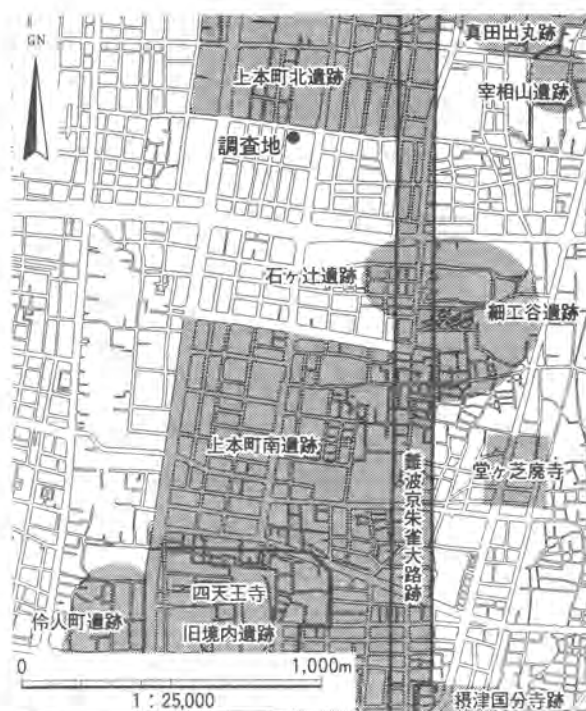 GN
真田出丸跡
上本町北遺跡
宰相山遺跡
調査地
石ヶ辻遺跡
細工谷遺跡
上本町南遺跡
堂ヶ芝廃寺
難波京朱雀大路跡
四天王寺
旧境内遺跡
伶人町遺跡
0 1,000m
1：25,000
摂津国分寺跡